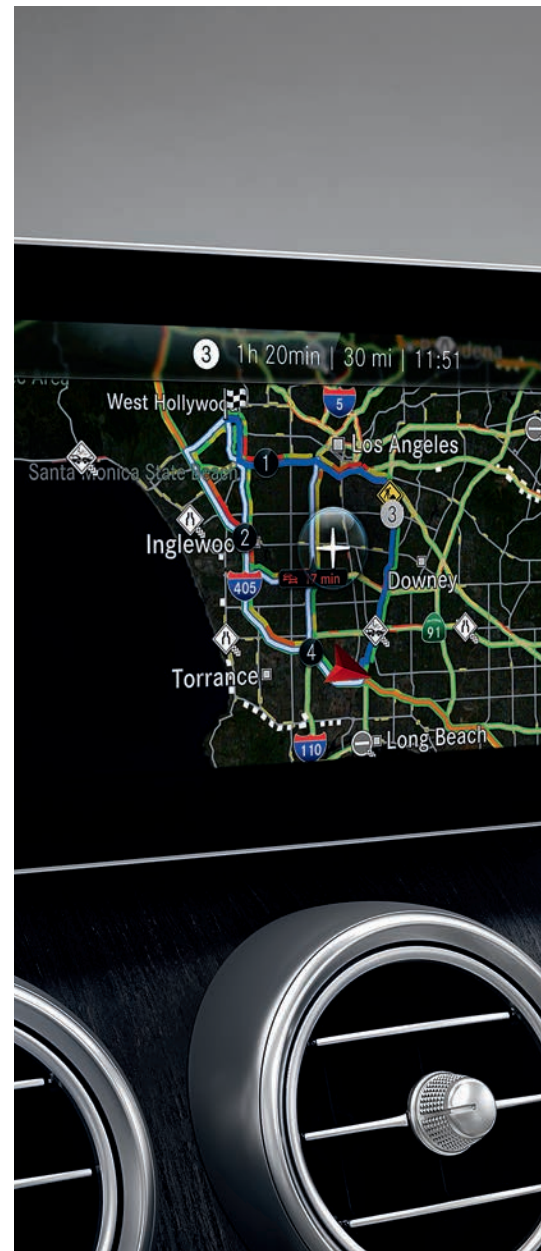 3 1h 20min | 30 mi | 11:51
West Hollywoo
5
Los Angeles
1
Santa Monica State Beach
3
Inglewoo
2
7 min
Downey
405
91
4
Torrance
110
Long Beach